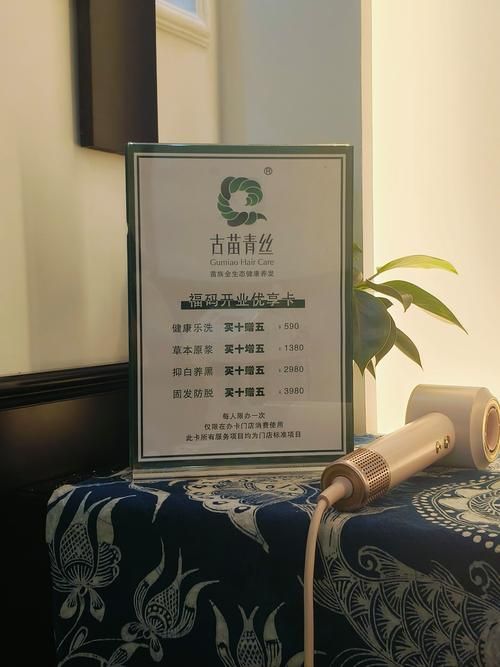 ®
古苗青丝
Gumiao Hair Care
苗族全生态健康养发
福码开业优享卡
健康乐洗 买十赠五 ¥590
草本原浆 买十赠五 ¥1380
抑白养黑 买十赠五 ¥2980
固发防脱 买十赠五 ¥3980
每人限办一次
仅限在办卡门店消费使用
此卡所有服务项目均为门店标准项目